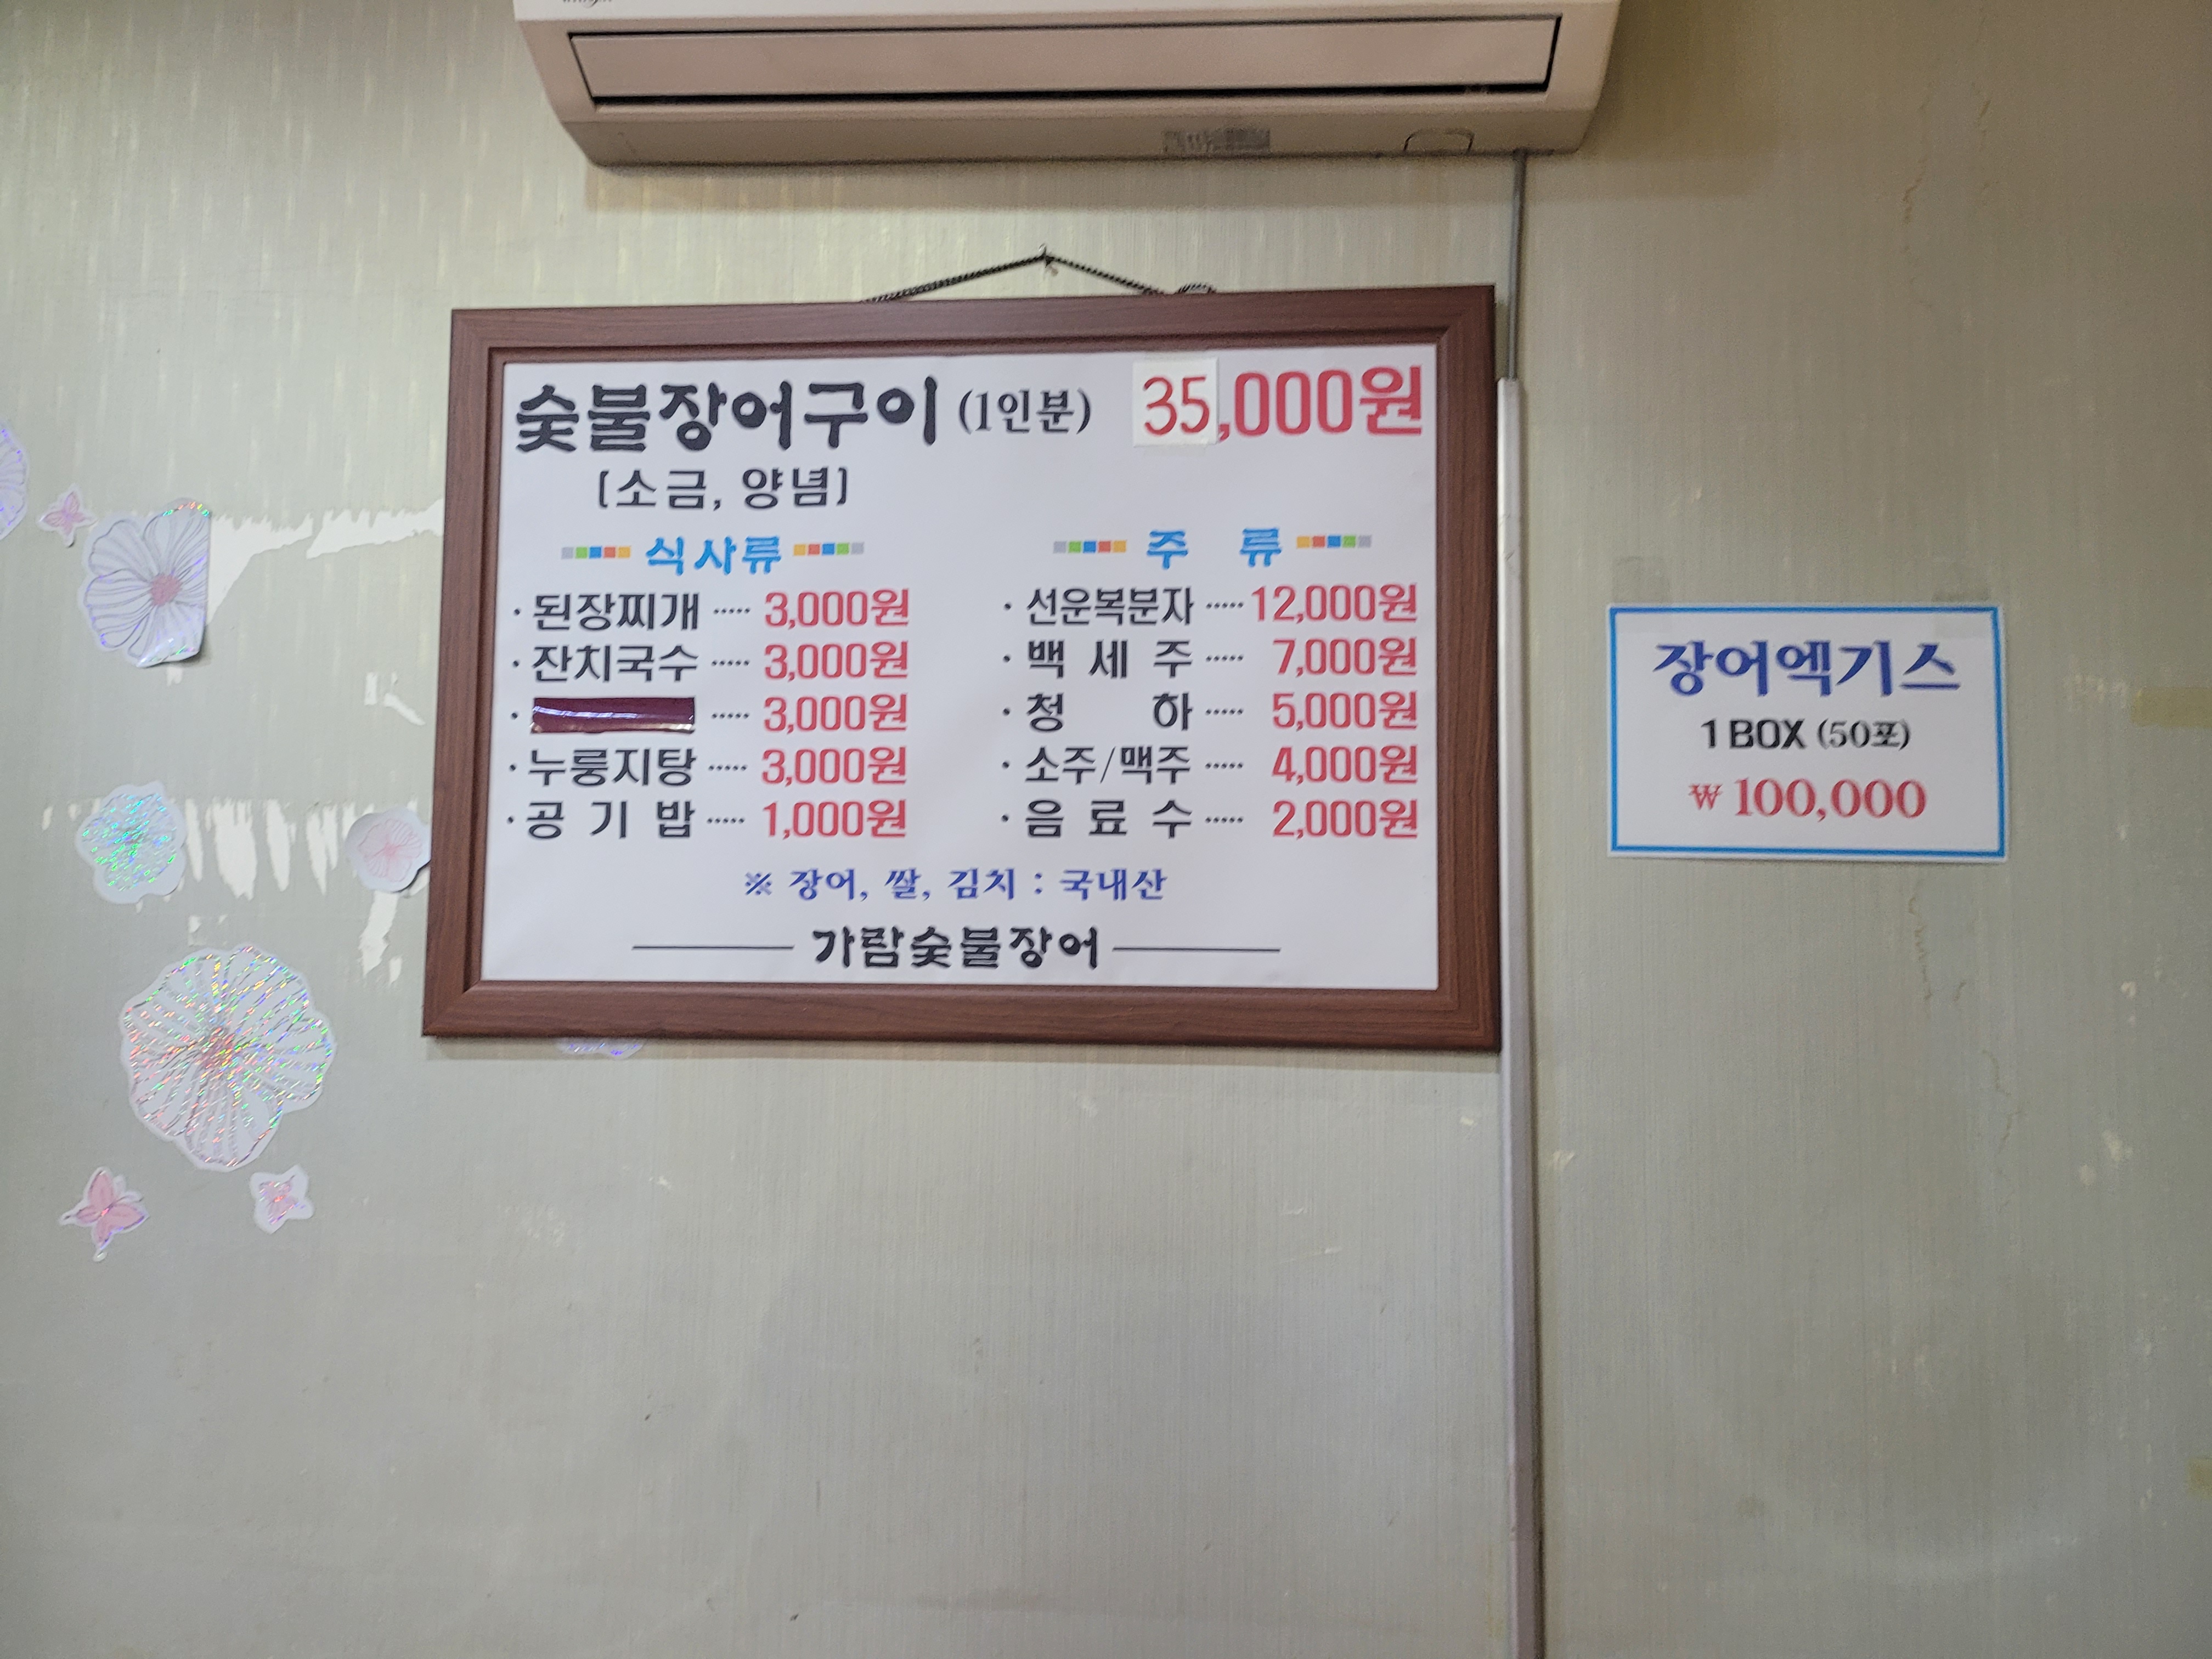 숯불장어구이 (1인분) 35,000원
[소금, 양념]
식사류
· 된장찌개 ····· 3,000원
· 잔치국수 ····· 3,000원
· ····· 3,000원
· 누룽지탕 ····· 3,000원
· 공 기 밥 ····· 1,000원
주 류
· 선운복분자 ····· 12,000원
· 백 세 주 ····· 7,000원
· 청 하 ····· 5,000원
· 소주/맥주 ····· 4,000원
· 음 료 수 ····· 2,000원
※ 장어, 쌀, 김치 : 국내산
가람숯불장어
장어엑기스
1 BOX (50포)
₩ 100,000